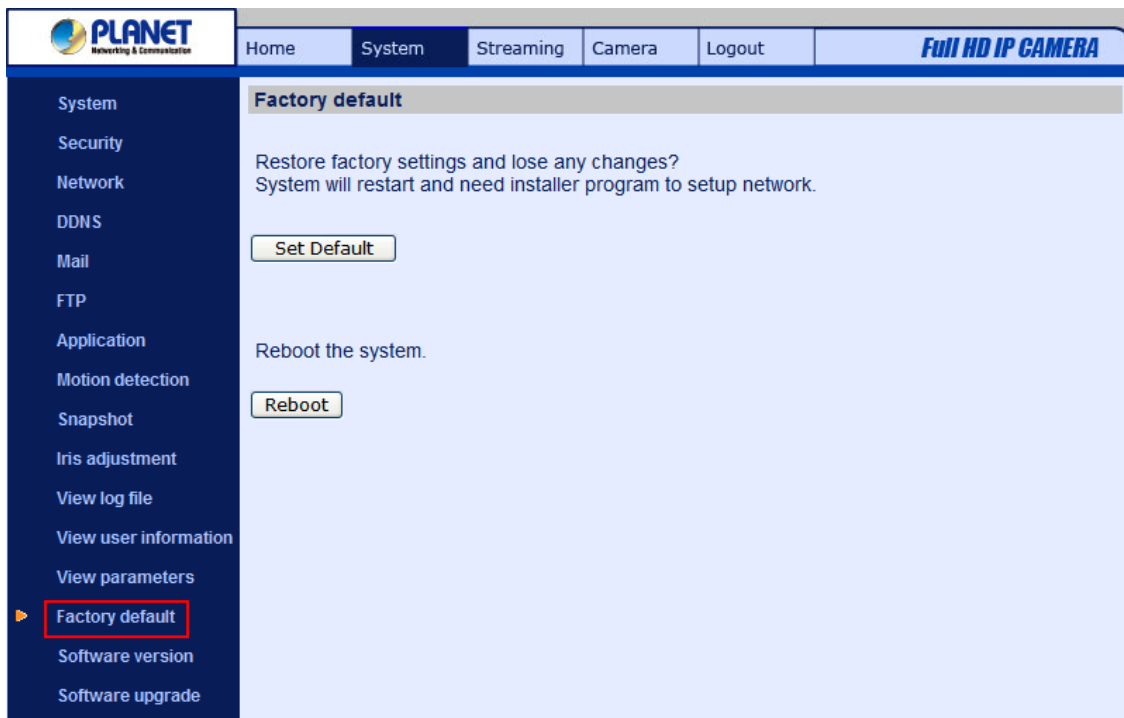 PLANET
Networking & Communication
Home System Streaming Camera Logout Full HD IP CAMERA
System
Security
Network
DDNS
Mail
FTP
Application
Motion detection
Snapshot
Iris adjustment
View log file
View user information
View parameters
Factory default
Software version
Software upgrade
Factory default
Restore factory settings and lose any changes?
System will restart and need installer program to setup network.
Set Default
Reboot the system.
Reboot